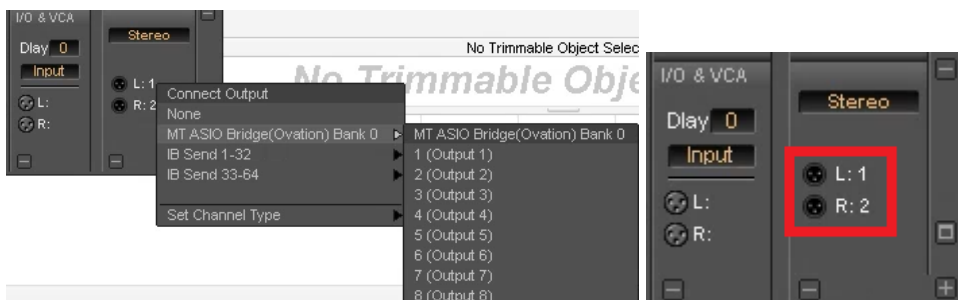 I/O & VCA
Dlay 0
Input
L:
R:
Stereo
L: 1
R: 2
No Trimmable Object Selec
No Trimmable Obje
Connect Output
None
MT ASIO Bridge(Ovation) Bank 0
IB Send 1-32
IB Send 33-64
Set Channel Type
MT ASIO Bridge(Ovation) Bank 0
1 (Output 1)
2 (Output 2)
3 (Output 3)
4 (Output 4)
5 (Output 5)
6 (Output 6)
7 (Output 7)
8 (Output 8)
I/O & VCA
Dlay 0
Input
L:
R:
Stereo
L: 1
R: 2